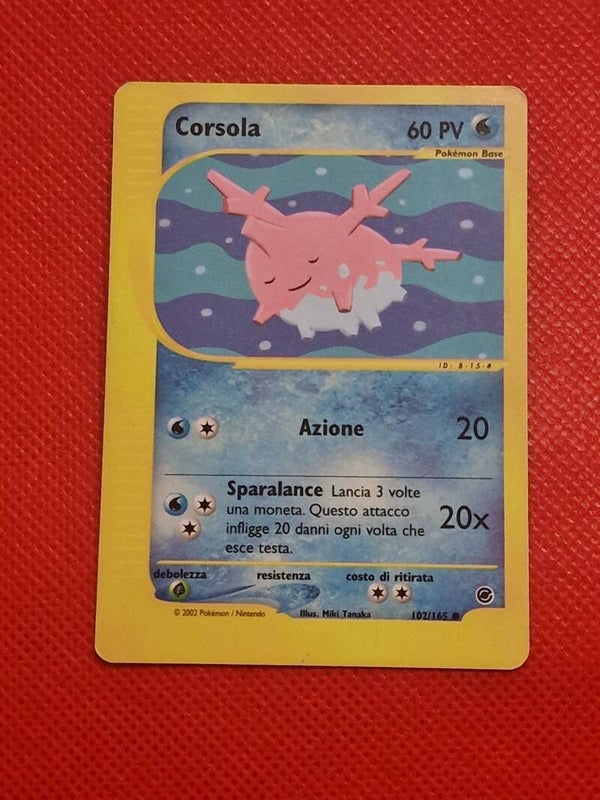 Corsola 60 PV
Pokémon Base
ID: B-15-#
Azione 20
Sparalance Lancia 3 volte
una moneta. Questo attacco
infligge 20 danni ogni volta che
esce testa.
20x
debolezza resistenza costo di ritirata
© 2002 Pokémon / Nintendo Illus. Miki Tanaka 102/165